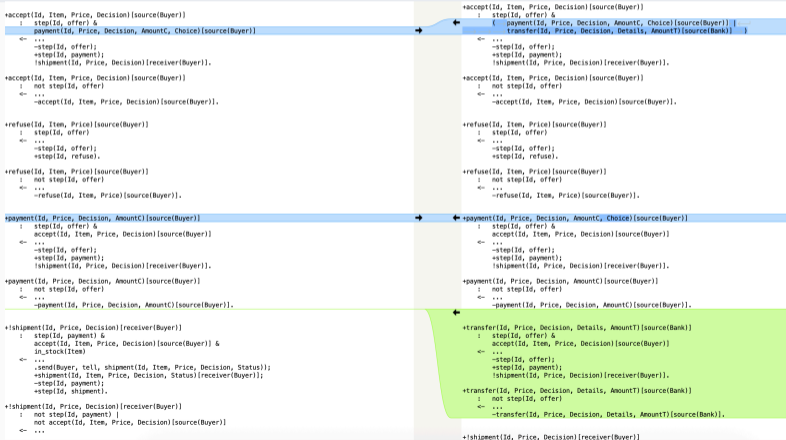 +accept(Id, Item, Price, Decision)[source(Buyer)]
: step(Id, offer) &
payment(Id, Price, Decision, AmountC, Choice)[source(Buyer)]
<- ...
-step(Id, offer);
+step(Id, payment);
!shipment(Id, Price, Decision)[receiver(Buyer)].
+accept(Id, Item, Price, Decision)[source(Buyer)]
: not step(Id, offer)
<- ...
-accept(Id, Item, Price, Decision)[source(Buyer)].
+refuse(Id, Item, Price)[source(Buyer)]
: step(Id, offer)
<- ...
-step(Id, offer);
+step(Id, refuse).
+refuse(Id, Item, Price)[source(Buyer)]
: not step(Id, offer)
<- ...
-refuse(Id, Item, Price)[source(Buyer)].
+payment(Id, Price, Decision, AmountC)[source(Buyer)]
: step(Id, offer) &
accept(Id, Item, Price, Decision)[source(Buyer)]
<- ...
-step(Id, offer);
+step(Id, payment);
!shipment(Id, Price, Decision)[receiver(Buyer)].
+payment(Id, Price, Decision, AmountC)[source(Buyer)]
: not step(Id, offer)
<- ...
-payment(Id, Price, Decision, AmountC)[source(Buyer)].
+!shipment(Id, Price, Decision)[receiver(Buyer)]
: step(Id, payment) &
accept(Id, Item, Price, Decision)[source(Buyer)] &
in_stock(Item)
<- ...
.send(Buyer, tell, shipment(Id, Item, Price, Decision, Status));
+shipment(Id, Item, Price, Decision, Status)[receiver(Buyer)];
-step(Id, payment);
+step(Id, shipment).
+!shipment(Id, Price, Decision)[receiver(Buyer)]
: not step(Id, payment) |
not accept(Id, Item, Price, Decision)[source(Buyer)]
<- ...
+accept(Id, Item, Price, Decision)[source(Buyer)]
: step(Id, offer) &
( payment(Id, Price, Decision, AmountC, Choice)[source(Buyer)] |
transfer(Id, Price, Decision, Details, AmountT)[source(Bank)] )
<- ...
-step(Id, offer);
+step(Id, payment);
!shipment(Id, Price, Decision)[receiver(Buyer)].
+accept(Id, Item, Price, Decision)[source(Buyer)]
: not step(Id, offer)
<- ...
-accept(Id, Item, Price, Decision)[source(Buyer)].
+refuse(Id, Item, Price)[source(Buyer)]
: step(Id, offer)
<- ...
-step(Id, offer);
+step(Id, refuse).
+refuse(Id, Item, Price)[source(Buyer)]
: not step(Id, offer)
<- ...
-refuse(Id, Item, Price)[source(Buyer)].
+payment(Id, Price, Decision, AmountC, Choice)[source(Buyer)]
: step(Id, offer) &
accept(Id, Item, Price, Decision)[source(Buyer)]
<- ...
-step(Id, offer);
+step(Id, payment);
!shipment(Id, Price, Decision)[receiver(Buyer)].
+payment(Id, Price, Decision, AmountC)[source(Buyer)]
: not step(Id, offer)
<- ...
-payment(Id, Price, Decision, AmountC)[source(Buyer)].
+transfer(Id, Price, Decision, Details, AmountT)[source(Bank)]
: step(Id, offer) &
accept(Id, Item, Price, Decision)[source(Buyer)]
<- ...
-step(Id, offer);
+step(Id, payment);
!shipment(Id, Price, Decision)[receiver(Buyer)].
+transfer(Id, Price, Decision, Details, AmountT)[source(Bank)]
: not step(Id, offer)
<- ...
-transfer(Id, Price, Decision, Details, AmountT)[source(Buyer)].
+!shipment(Id, Price, Decision)[receiver(Buyer)]